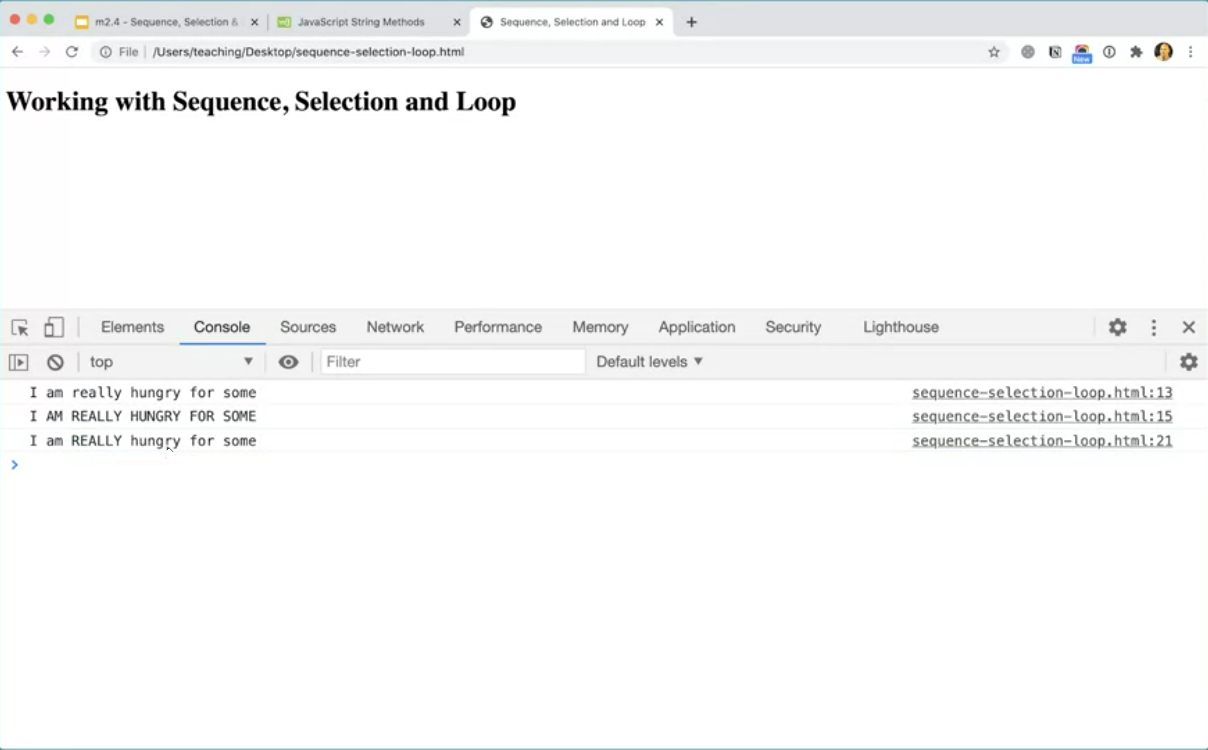 m2.4 - Sequence, Selection &
JavaScript String Methods
Sequence, Selection and Loop
File
/Users/teaching/Desktop/sequence-selection-loop.html
New
Working with Sequence, Selection and Loop
Elements Console Sources Network Performance Memory Application Security Lighthouse
top Filter Default levels
I am really hungry for some sequence-selection-loop.html:13
I AM REALLY HUNGRY FOR SOME sequence-selection-loop.html:15
I am REALLY hungry for some sequence-selection-loop.html:21